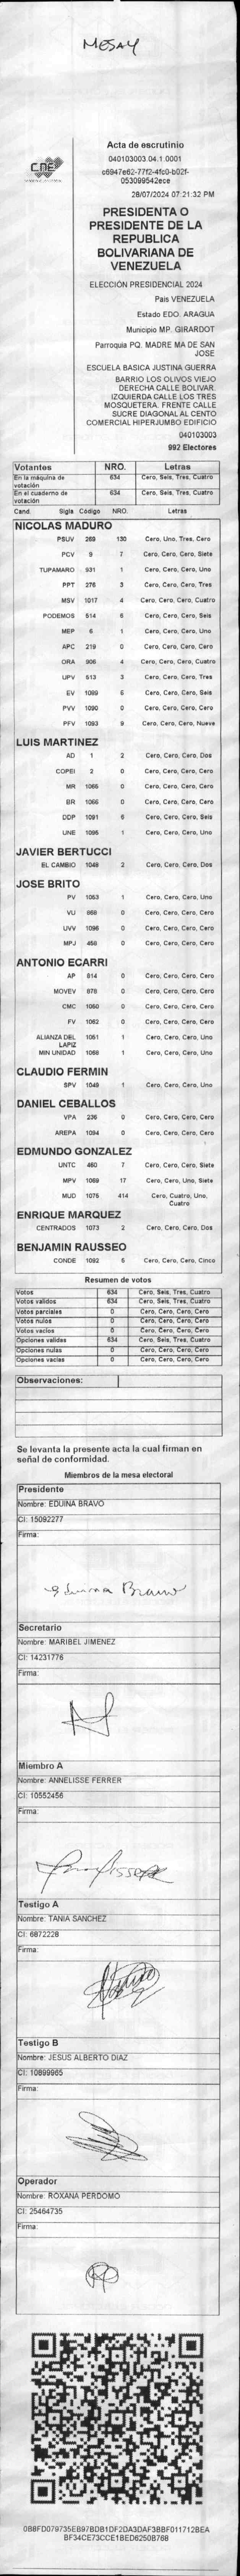 MESA 4
CNE
Acta de escrutinio
040103003.04.1.0001
c6947e62-77f2-4fc0-b02f-
053099542ece
28/07/2024 07:21:32 PM
PRESIDENTA O
PRESIDENTE DE LA
REPUBLICA
BOLIVARIANA DE
VENEZUELA
ELECCIÓN PRESIDENCIAL 2024
Pais VENEZUELA
Estado EDO. ARAGUA
Municipio MP. GIRARDOT
Parroquia PQ. MADRE MA DE SAN
JOSE
ESCUELA BASICA JUSTINA GUERRA
BARRIO LOS OLIVOS VIEJO
DERECHA CALLE BOLIVAR.
IZQUIERDA CALLE LOS TRES
MOSQUETERA. FRENTE CALLE
SUCRE DIAGONAL AL CENTO
COMERCIAL HIPERJUMBO EDIFICIO
040103003
992 Electores
Votantes NRO. Letras
En la máquina de votación 634 Cero, Seis, Tres, Cuatro
En el cuaderno de votación 634 Cero, Seis, Tres, Cuatro
Cand. Sigla Código NRO. Letras
NICOLAS MADURO
PSUV 269 130 Cero, Uno, Tres, Cero
PCV 9 7 Cero, Cero, Cero, Siete
TUPAMARO 931 1 Cero, Cero, Cero, Uno
PPT 276 3 Cero, Cero, Cero, Tres
MSV 1017 4 Cero, Cero, Cero, Cuatro
PODEMOS 514 6 Cero, Cero, Cero, Seis
MEP 6 1 Cero, Cero, Cero, Uno
APC 219 0 Cero, Cero, Cero, Cero
ORA 906 4 Cero, Cero, Cero, Cuatro
UPV 513 3 Cero, Cero, Cero, Tres
EV 1089 6 Cero, Cero, Cero, Seis
PVV 1090 0 Cero, Cero, Cero, Cero
PFV 1093 9 Cero, Cero, Cero, Nueve
LUIS MARTINEZ
AD 1 2 Cero, Cero, Cero, Dos
COPEI 2 0 Cero, Cero, Cero, Cero
MR 1065 0 Cero, Cero, Cero, Cero
BR 1066 0 Cero, Cero, Cero, Cero
DDP 1091 6 Cero, Cero, Cero, Seis
UNE 1095 1 Cero, Cero, Cero, Uno
JAVIER BERTUCCI
EL CAMBIO 1048 2 Cero, Cero, Cero, Dos
JOSE BRITO
PV 1053 1 Cero, Cero, Cero, Uno
VU 868 0 Cero, Cero, Cero, Cero
UVV 1096 0 Cero, Cero, Cero, Cero
MPJ 458 0 Cero, Cero, Cero, Cero
ANTONIO ECARRI
AP 814 0 Cero, Cero, Cero, Cero
MOVEV 878 0 Cero, Cero, Cero, Cero
CMC 1060 0 Cero, Cero, Cero, Cero
FV 1062 0 Cero, Cero, Cero, Cero
ALIANZA DEL LAPIZ 1051 1 Cero, Cero, Cero, Uno
MIN UNIDAD 1068 1 Cero, Cero, Cero, Uno
CLAUDIO FERMIN
SPV 1049 1 Cero, Cero, Cero, Uno
DANIEL CEBALLOS
VPA 236 0 Cero, Cero, Cero, Cero
AREPA 1094 0 Cero, Cero, Cero, Cero
EDMUNDO GONZALEZ
UNTC 460 7 Cero, Cero, Cero, Siete
MPV 1069 17 Cero, Cero, Uno, Siete
MUD 1075 414 Cero, Cuatro, Uno, Cuatro
ENRIQUE MARQUEZ
CENTRADOS 1073 2 Cero, Cero, Cero, Dos
BENJAMIN RAUSSEO
CONDE 1092 5 Cero, Cero, Cero, Cinco
Resumen de votos
Votos 634 Cero, Seis, Tres, Cuatro
Votos validos 634 Cero, Seis, Tres, Cuatro
Votos parciales 0 Cero, Cero, Cero, Cero
Votos nulos 0 Cero, Cero, Cero, Cero
Votos vacios 0 Cero, Cero, Cero, Cero
Opciones validas 634 Cero, Seis, Tres, Cuatro
Opciones nulas 0 Cero, Cero, Cero, Cero
Opciones vacias 0 Cero, Cero, Cero, Cero
Observaciones:
Se levanta la presente acta la cual firman en
señal de conformidad.
Miembros de la mesa electoral
Presidente
Nombre: EDUINA BRAVO
CI: 15092277
Firma:
Eduina Bravo
Secretario
Nombre: MARIBEL JIMENEZ
CI: 14231776
Firma:
Miembro A
Nombre: ANNELISSE FERRER
CI: 10552456
Firma:
Testigo A
Nombre: TANIA SANCHEZ
CI: 6872228
Firma:
Testigo B
Nombre: JESUS ALBERTO DIAZ
CI: 10899965
Firma:
Operador
Nombre: ROXANA PERDOMO
CI: 25464735
Firma:
0B8FD079735EB97BDB1DF2DA3DAF3BBF011712BEA
BF34CE73CCE1BED6250B768